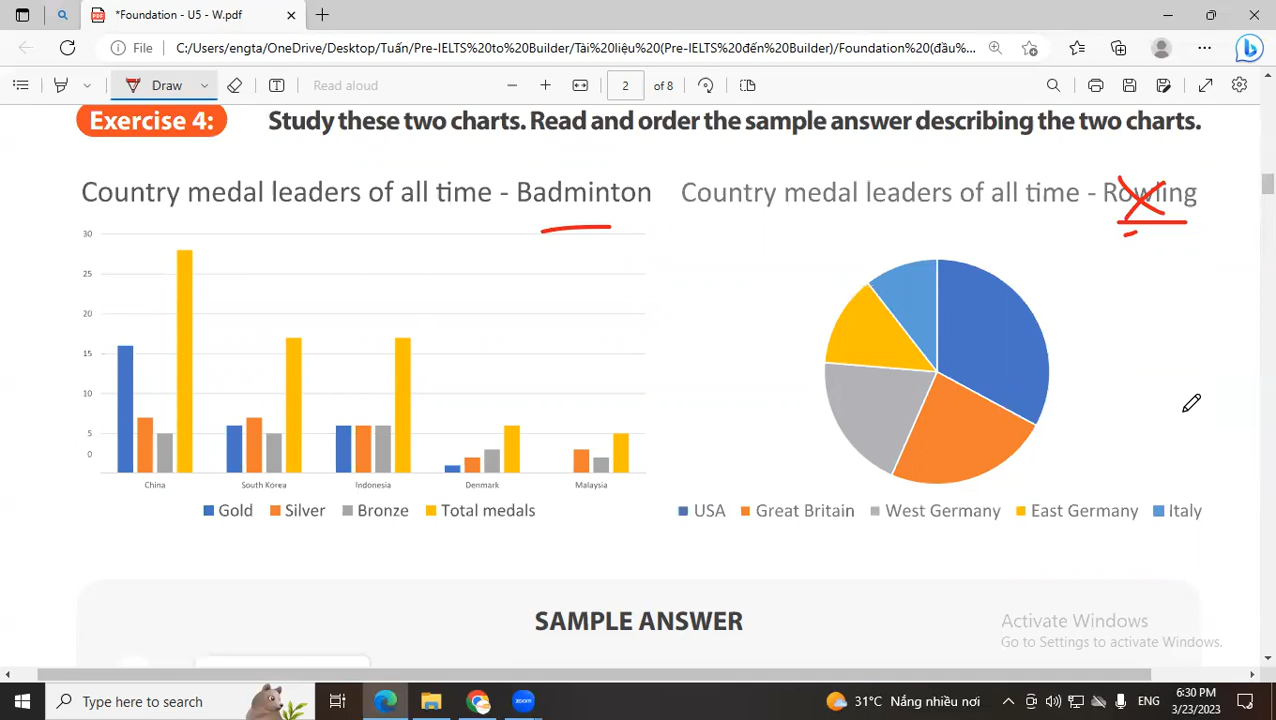 *Foundation - U5 - W.pdf
File C:/Users/engta/OneDrive/Desktop/Tuấn/Pre-IELTS%20to%20Builder/Tài liệu%20(Pre-IELTS%20đến%20Builder)/Foundation%20(đầu%...
Draw Read aloud 2 of 8
Exercise 4: Study these two charts. Read and order the sample answer describing the two charts.
Country medal leaders of all time - Badminton
30
25
20
15
10
5
0
China South Korea Indonesia Denmark Malaysia
Gold Silver Bronze Total medals
Country medal leaders of all time - Rowling
USA Great Britain West Germany East Germany Italy
SAMPLE ANSWER
Activate Windows
Go to Settings to activate Windows.
Type here to search
zoom
31°C Nắng nhiều nơi
ENG
6:30 PM
3/23/2023